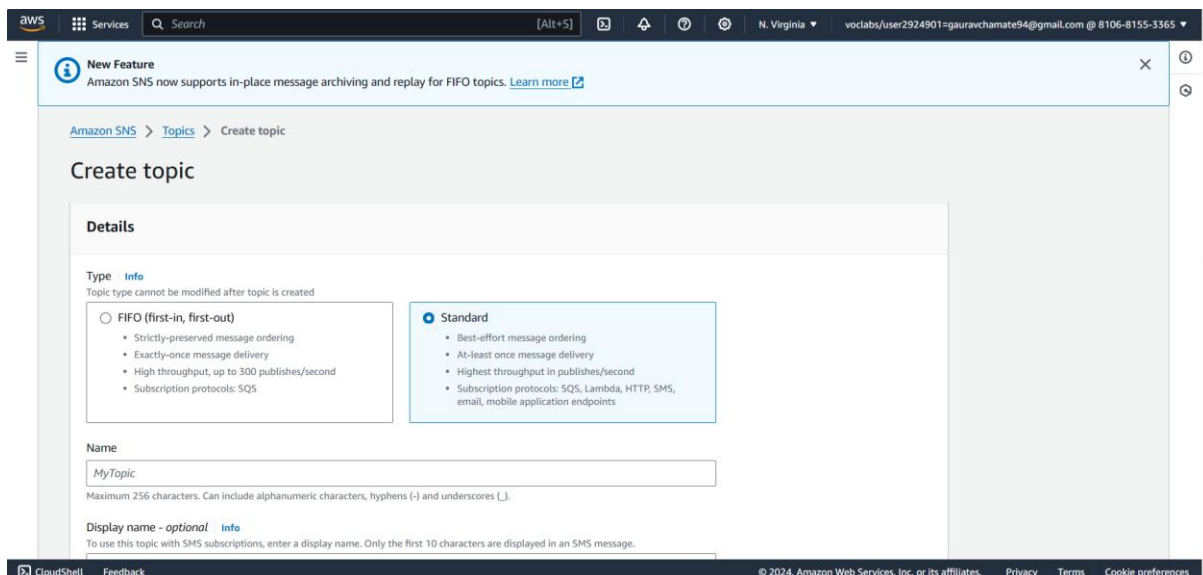 aws Services Search [Alt+S] N. Virginia voclabs/user2924901=gauravchamate94@gmail.com @ 8106-8155-3365
New Feature
Amazon SNS now supports in-place message archiving and replay for FIFO topics. Learn more
Amazon SNS > Topics > Create topic
Create topic
Details
Type Info
Topic type cannot be modified after topic is created
FIFO (first-in, first-out)
• Strictly-preserved message ordering
• Exactly-once message delivery
• High throughput, up to 300 publishes/second
• Subscription protocols: SQS
Standard
• Best-effort message ordering
• At-least once message delivery
• Highest throughput in publishes/second
• Subscription protocols: SQS, Lambda, HTTP, SMS,
email, mobile application endpoints
Name
MyTopic
Maximum 256 characters. Can include alphanumeric characters, hyphens (-) and underscores (_).
Display name - optional Info
To use this topic with SMS subscriptions, enter a display name. Only the first 10 characters are displayed in an SMS message.
CloudShell Feedback © 2024, Amazon Web Services, Inc. or its affiliates. Privacy Terms Cookie preferences